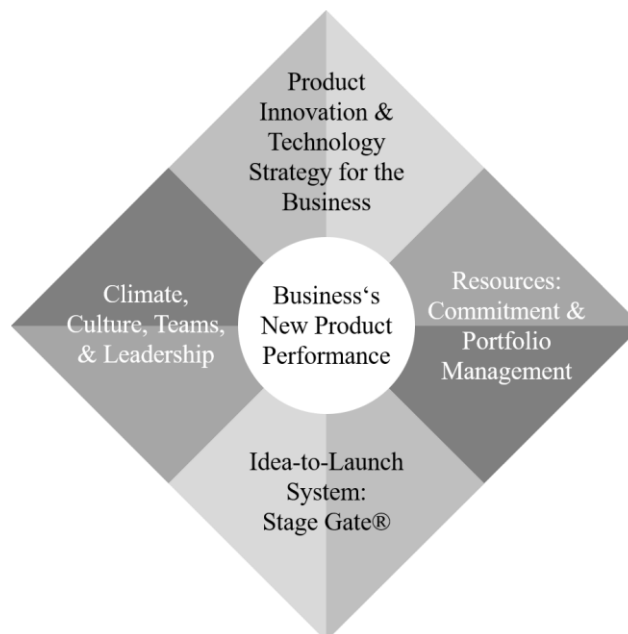 Product
Innovation &
Technology
Strategy for the
Business
Climate,
Culture, Teams,
& Leadership
Business‘s
New Product
Performance
Resources:
Commitment &
Portfolio
Management
Idea-to-Launch
System:
Stage Gate®